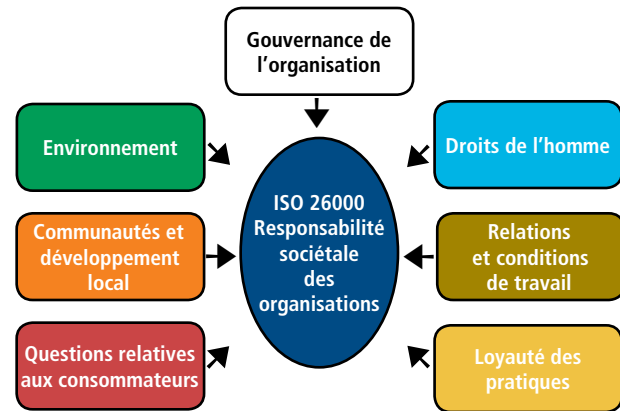 Gouvernance de
l’organisation
Environnement
Droits de l’homme
ISO 26000
Responsabilité
sociétale
des
organisations
Communautés et
développement
local
Relations
et conditions
de travail
Questions relatives
aux consommateurs
Loyauté des
pratiques